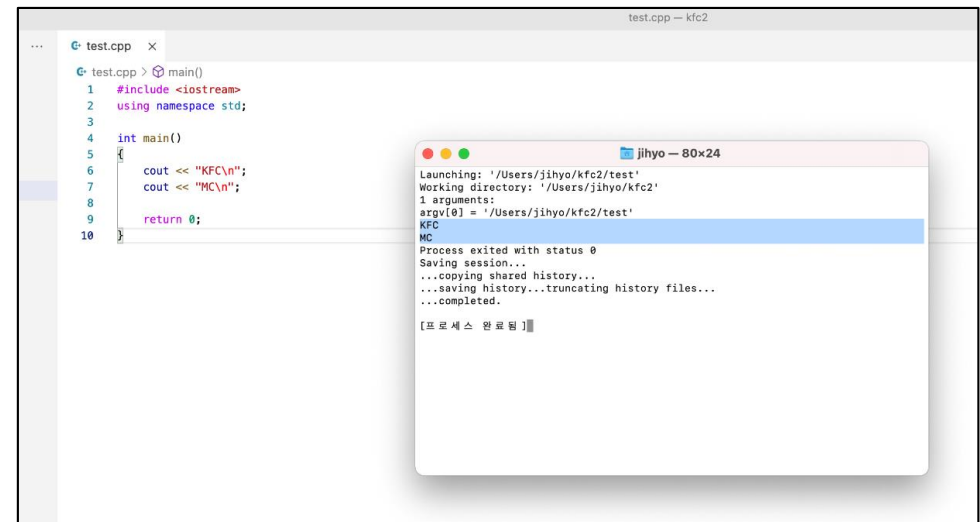 test.cpp — kfc2
... test.cpp ×
test.cpp > main()
1 #include <iostream>
2 using namespace std;
3
4 int main()
5 {
6 cout << "KFC\n";
7 cout << "MC\n";
8
9 return 0;
10 }
jihyo — 80×24
Launching: '/Users/jihyo/kfc2/test'
Working directory: '/Users/jihyo/kfc2'
1 arguments:
argv[0] = '/Users/jihyo/kfc2/test'
KFC
MC
Process exited with status 0
Saving session...
...copying shared history...
...saving history...truncating history files...
...completed.
[프로세스 완료됨]